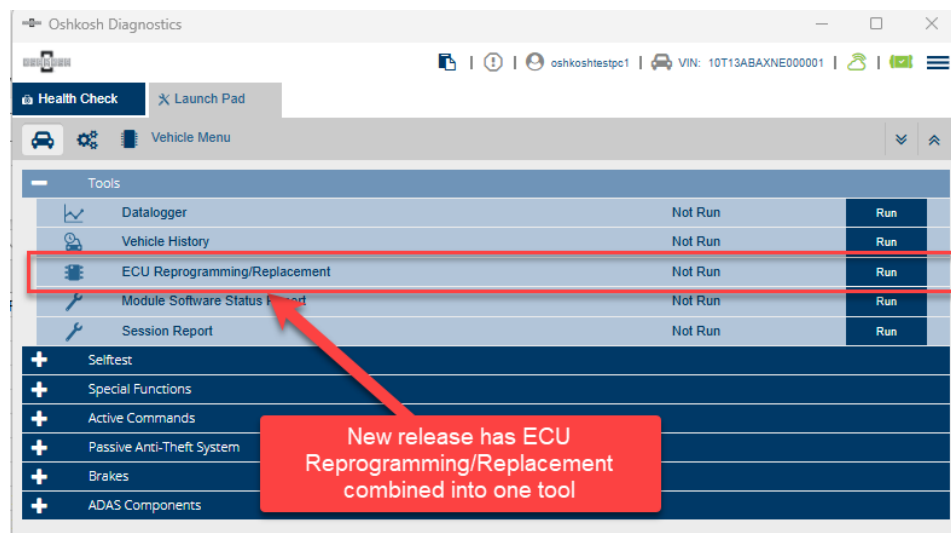 Oshkosh Diagnostics
oshkoshtestpc1 VIN: 10T13ABAXNE000001
Health Check Launch Pad
Vehicle Menu
Tools
Datalogger Not Run Run
Vehicle History Not Run Run
ECU Reprogramming/Replacement Not Run Run
Module Software Status Not Run Run
Session Report Not Run Run
Selftest
Special Functions
Active Commands
Passive Anti-Theft System
Brakes
ADAS Components
New release has ECU
Reprogramming/Replacement
combined into one tool